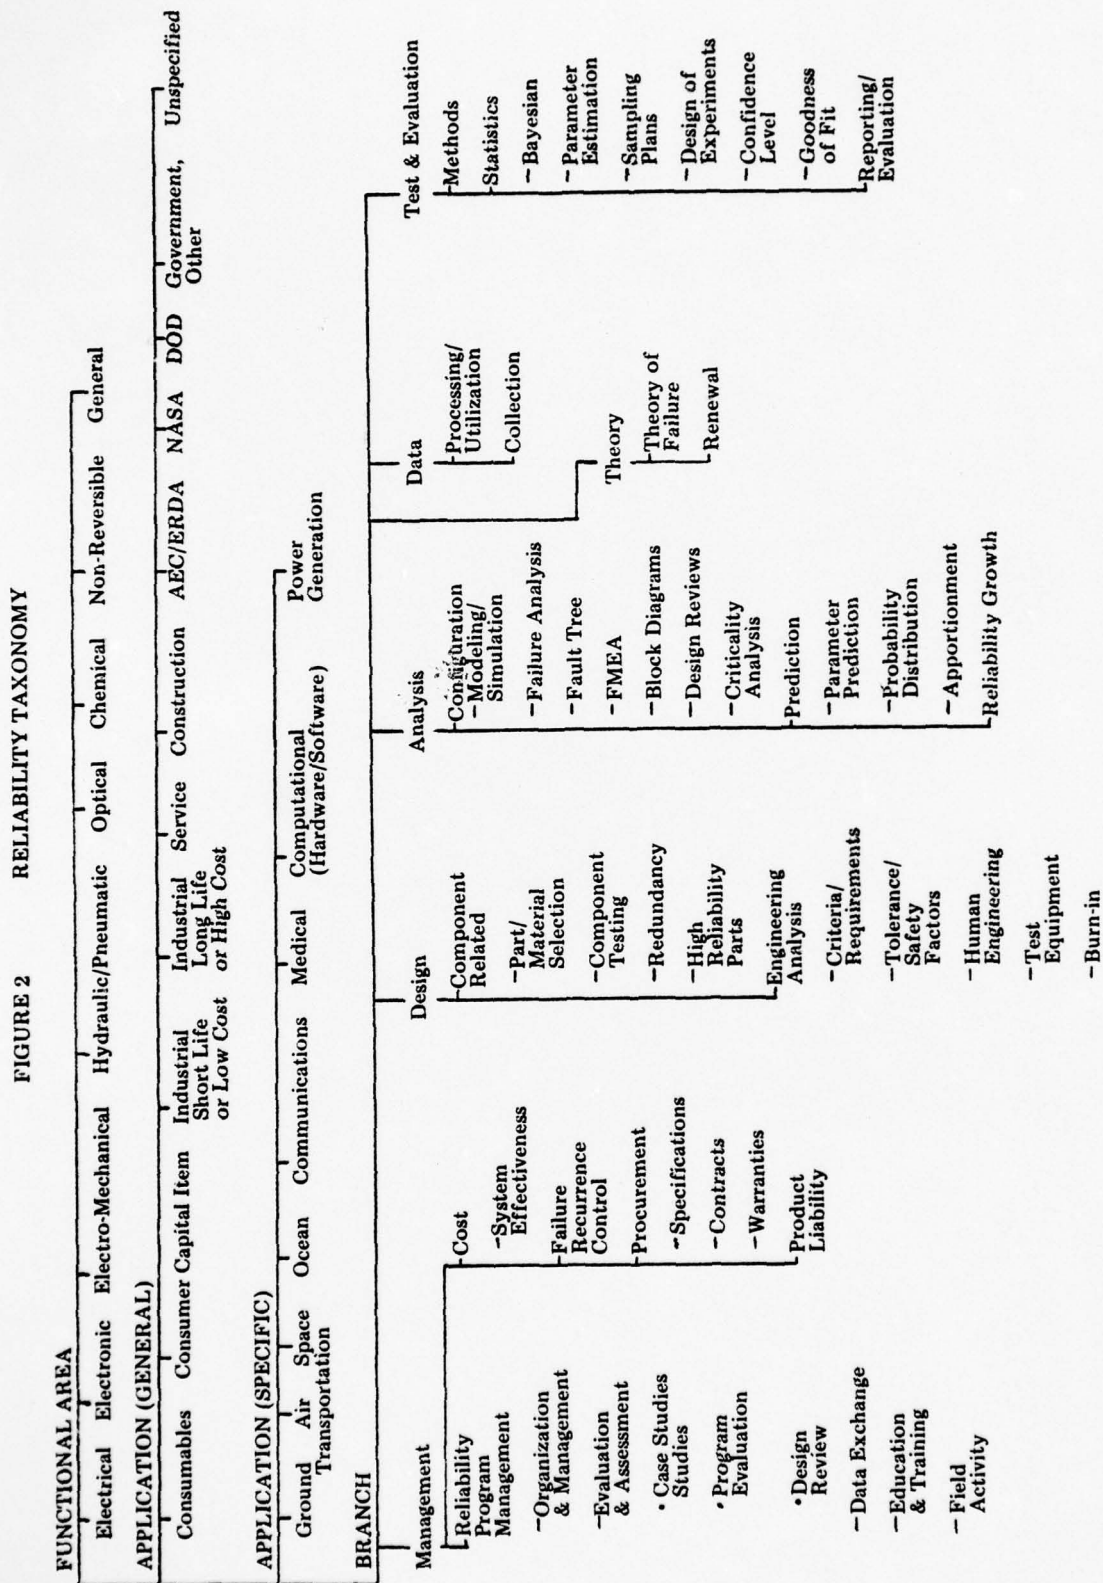 FIGURE 2 RELIABILITY TAXONOMY
FUNCTIONAL AREA
Electrical Electronic Electro-Mechanical Hydraulic/Pneumatic Optical Chemical Non-Reversible General
APPLICATION (GENERAL)
Consumables Consumer Capital Item Industrial Service Construction AEC/ERDA NASA DOD Government, Unspecified
Short Life Long Life Other
or Low Cost or High Cost
Industrial
APPLICATION (SPECIFIC)
Ground Air Space Ocean Communications Medical Computational Power
Transportation (Hardware/Software) Generation
BRANCH
Management
Reliability
Program
Management
–Organization
& Management
–Evaluation
& Assessment
• Case Studies
Studies
• Program
Evaluation
• Design
Review
– Data Exchange
– Education
& Training
– Field
Activity
Cost
–System
Effectiveness
Failure
Recurrence
Control
Procurement
–Specifications
–Contracts
–Warranties
Product
Liability
Design
Component
Related
–Part/
Material
Selection
–Component
Testing
–Redundancy
–High
Reliability
Parts
Engineering
Analysis
–Criteria/
Requirements
–Tolerance/
Safety
Factors
–Human
Engineering
–Test
Equipment
–Burn-in
Analysis
Configuration
–Modeling/
Simulation
–Failure Analysis
–Fault Tree
–FMEA
–Block Diagrams
–Design Reviews
–Criticality
Analysis
Prediction
–Parameter
Prediction
–Probability
Distribution
–Apportionment
Reliability Growth
Data
Processing/
Utilization
Collection
Theory
Theory of
Failure
Renewal
Test & Evaluation
Methods
Statistics
–Bayesian
–Parameter
Estimation
–Sampling
Plans
–Design of
Experiments
–Confidence
Level
–Goodness
of Fit
Reporting/
Evaluation